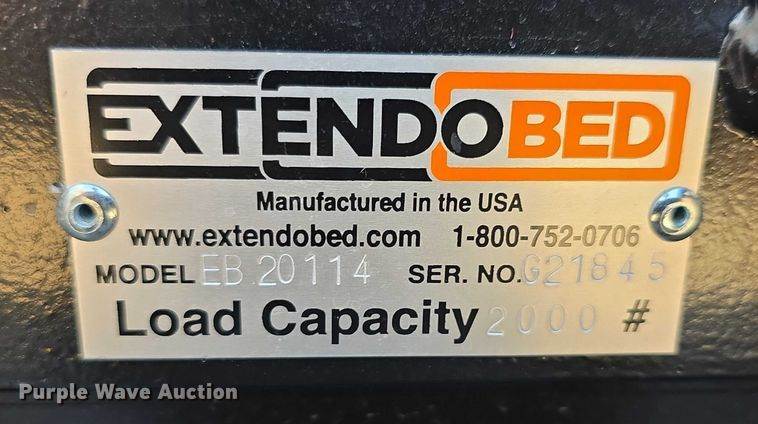 EXTENDOBED
Manufactured in the USA
www.extendobed.com 1-800-752-0706
MODEL EB 20114 SER. NO. G21845
Load Capacity 2000 #
Purple Wave Auction